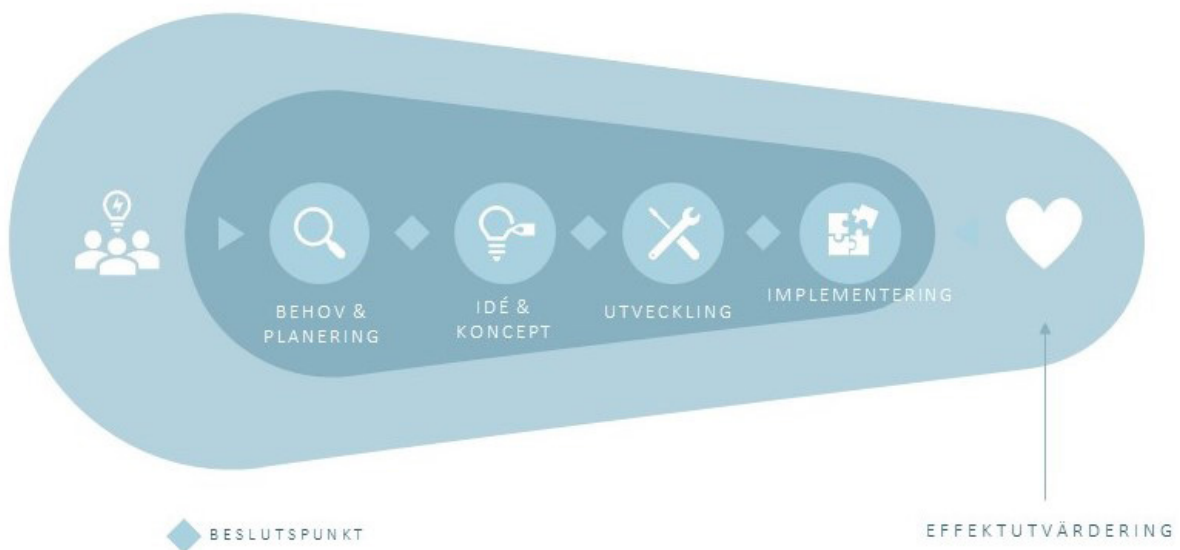 BEHOV &
PLANERING
IDÉ &
KONCEPT
UTVECKLING
IMPLEMENTERING
BESLUTSPUNKT
EFFEKTUTVÄRDERING